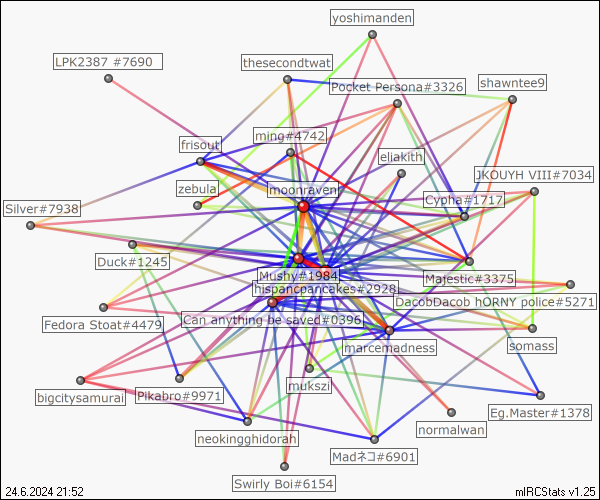 yoshimanden
LPK2387 #7690
thesecondtwat
Pocket Persona#3326
shawntee9
ming#4742
frisout
eliakith
JKOUYH VIII#7034
zebula
moonraven
Cypha#1717
Silver#7938
Duck#1245
Mushy#1984
Majestic#3375
hispancpancakes#2928
DacobDacob hORNY police#5271
Fedora Stoat#4479
Can anything be saved#0396
marcemadness
somass
mukszi
bigcitysamurai
Pikabro#9971
Eg.Master#1378
normalwan
neokingghidorah
Madネコ#6901
Swirly Boi#6154
24.6.2024 21:52
mIRCStats v1.25